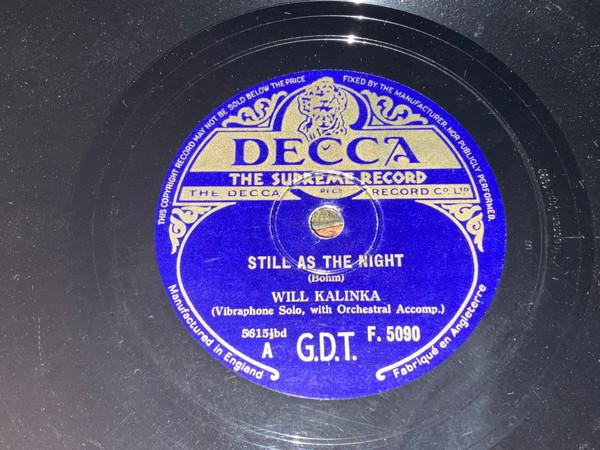 THIS COPYRIGHT RECORD MAY NOT BE SOLD BELOW THE PRICE FIXED BY THE MANUFACTURER, NOR PUBLICLY PERFORMED.
DECCA
THE SUPREME RECORD
THE DECCA RECORD CO LTD
STILL AS THE NIGHT
(Bohm)
WILL KALINKA
(Vibraphone Solo, with Orchestral Accomp.)
A G.D.T. F. 5090
Manufactured in England
Fabriqué en Angleterre